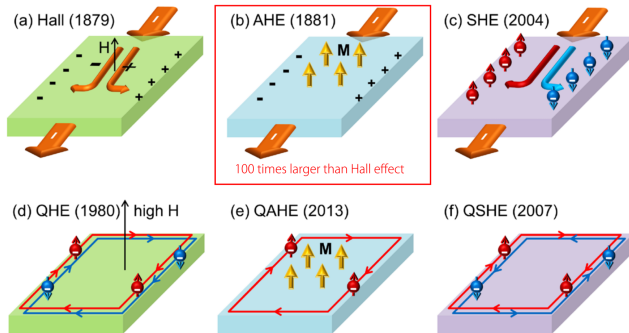 (a) Hall (1879)
(b) AHE (1881)
(c) SHE (2004)
H
M
100 times larger than Hall effect
(d) QHE (1980)
high H
(e) QAHE (2013)
(f) QSHE (2007)
M